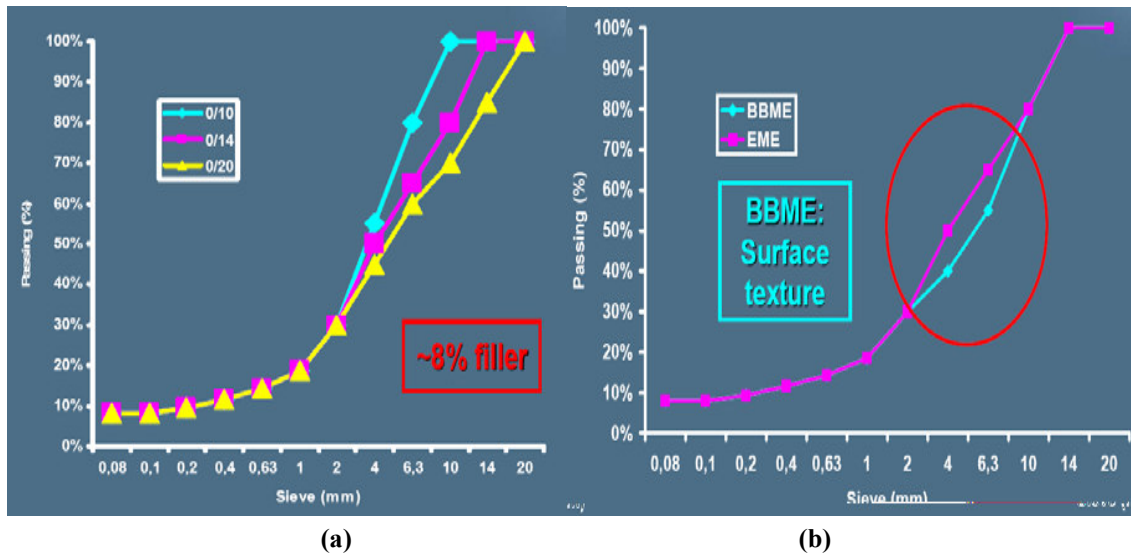 100%
90%
80%
70%
60%
50%
40%
30%
20%
10%
0%
Passing (%)
0/10
0/14
0/20
~8% filler
0,08 0,1 0,2 0,4 0,63 1 2 4 6,3 10 14 20
Sieve (mm)
(a)
(b)
100%
90%
80%
70%
60%
50%
40%
30%
20%
10%
0%
Passing (%)
BBME
EME
BBME:
Surface
texture
0,08 0,1 0,2 0,4 0,63 1 2 4 6,3 10 14 20
Sieve (mm)
(b)